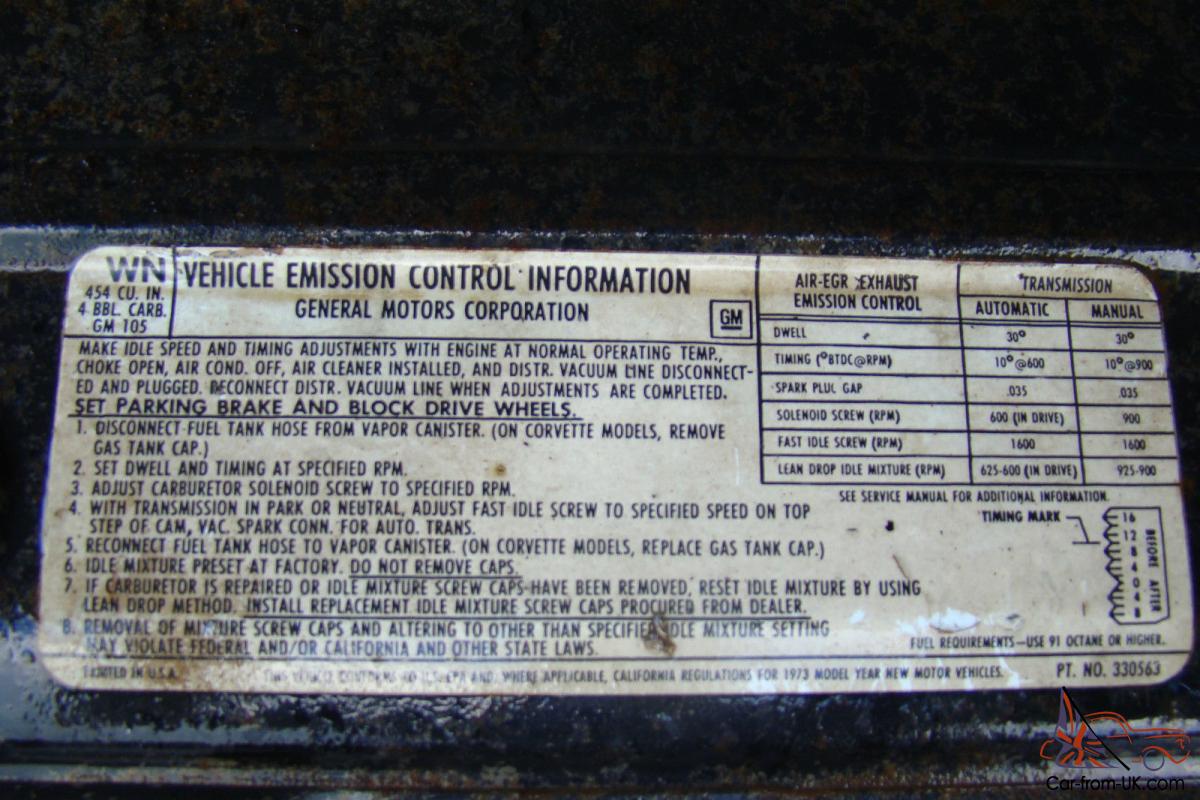 WN
454 CU. IN.
4 BBL. CARB.
GM 105
VEHICLE EMISSION CONTROL INFORMATION
GENERAL MOTORS CORPORATION
GM
MAKE IDLE SPEED AND TIMING ADJUSTMENTS WITH ENGINE AT NORMAL OPERATING TEMP.,
CHOKE OPEN, AIR COND. OFF, AIR CLEANER INSTALLED, AND DISTR. VACUUM LINE DISCONNECT-
ED AND PLUGGED. RECONNECT DISTR. VACUUM LINE WHEN ADJUSTMENTS ARE COMPLETED.
SET PARKING BRAKE AND BLOCK DRIVE WHEELS.
1. DISCONNECT FUEL TANK HOSE FROM VAPOR CANISTER. (ON CORVETTE MODELS, REMOVE
GAS TANK CAP.)
2. SET DWELL AND TIMING AT SPECIFIED RPM.
3. ADJUST CARBURETOR SOLENOID SCREW TO SPECIFIED RPM.
4. WITH TRANSMISSION IN PARK OR NEUTRAL, ADJUST FAST IDLE SCREW TO SPECIFIED SPEED ON TOP
STEP OF CAM, VAC. SPARK CONN. FOR AUTO. TRANS.
5. RECONNECT FUEL TANK HOSE TO VAPOR CANISTER. (ON CORVETTE MODELS, REPLACE GAS TANK CAP.)
6. IDLE MIXTURE PRESET AT FACTORY. DO NOT REMOVE CAPS.
7. IF CARBURETOR IS REPAIRED OR IDLE MIXTURE SCREW CAPS HAVE BEEN REMOVED, RESET IDLE MIXTURE BY USING
LEAN DROP METHOD. INSTALL REPLACEMENT IDLE MIXTURE SCREW CAPS PROCURED FROM DEALER.
8. REMOVAL OF MIXTURE SCREW CAPS AND ALTERING TO OTHER THAN SPECIFIED IDLE MIXTURE SETTING
MAY VIOLATE FEDERAL AND/OR CALIFORNIA AND OTHER STATE LAWS.
AIR-EGR EXHAUST
EMISSION CONTROL
TRANSMISSION
AUTOMATIC MANUAL
DWELL 30° 30°
TIMING (°BTDC@RPM) 10°@600 10°@900
SPARK PLUG GAP .035 .035
SOLENOID SCREW (RPM) 600 (IN DRIVE) 900
FAST IDLE SCREW (RPM) 1600 1600
LEAN DROP IDLE MIXTURE (RPM) 625-600 (IN DRIVE) 925-900
SEE SERVICE MANUAL FOR ADDITIONAL INFORMATION.
TIMING MARK
16
12
8
4
0
4
8
BEFORE AFTER
FUEL REQUIREMENTS—USE 91 OCTANE OR HIGHER.
PRINTED IN U.S.A.
THIS VEHICLE CONFORMS TO U.S. EPA AND, WHERE APPLICABLE, CALIFORNIA REGULATIONS FOR 1973 MODEL YEAR NEW MOTOR VEHICLES.
PT. NO. 330563
Car-from-UK.com